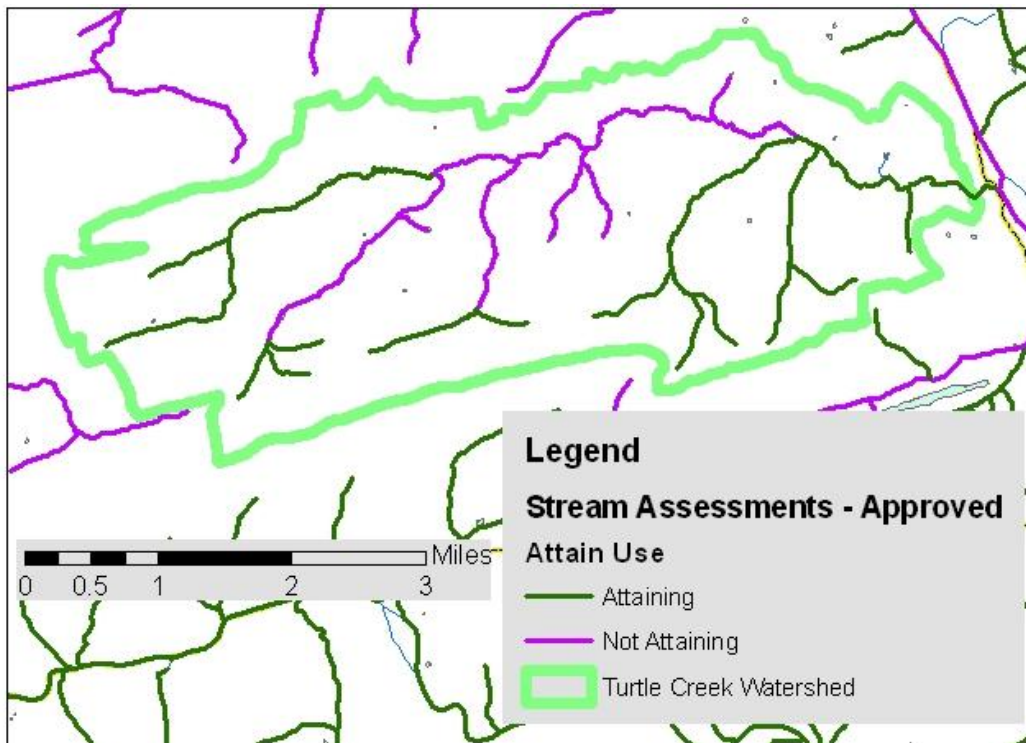 Legend
Stream Assessments - Approved
Attain Use
Attaining
Not Attaining
Turtle Creek Watershed
Miles
0 0.5 1 2 3